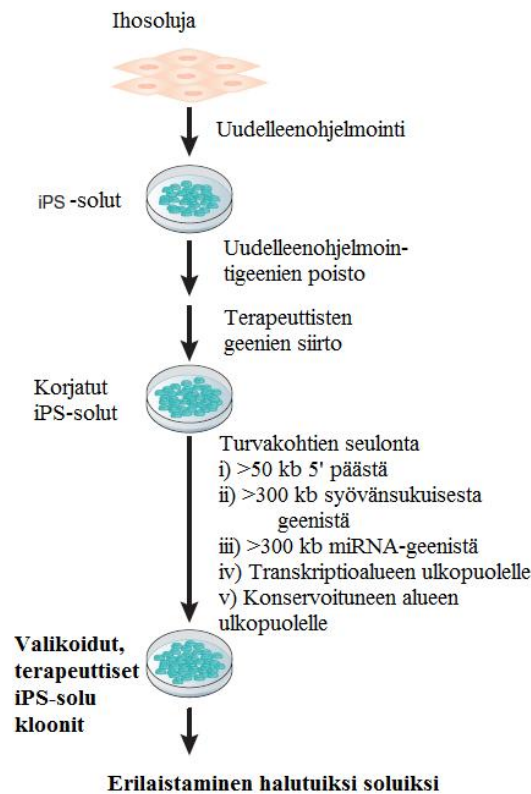 Ihosoluja
Uudelleenohjelmointi
iPS -solut
Uudelleenohjelmoin-
tigeenien poisto
Terapeuttisten
geenien siirto
Korjatut
iPS-solut
Turvakohtien seulonta
i) >50 kb 5' päästä
ii) >300 kb syövänsukuisesta
geenistä
iii) >300 kb miRNA-geenistä
iv) Transkriptioalueen ulkopuolelle
v) Konservoituneen alueen
ulkopuolelle
Valikoidut,
terapeuttiset
iPS-solu
kloonit
Erilaistaminen halutuiksi soluiksi